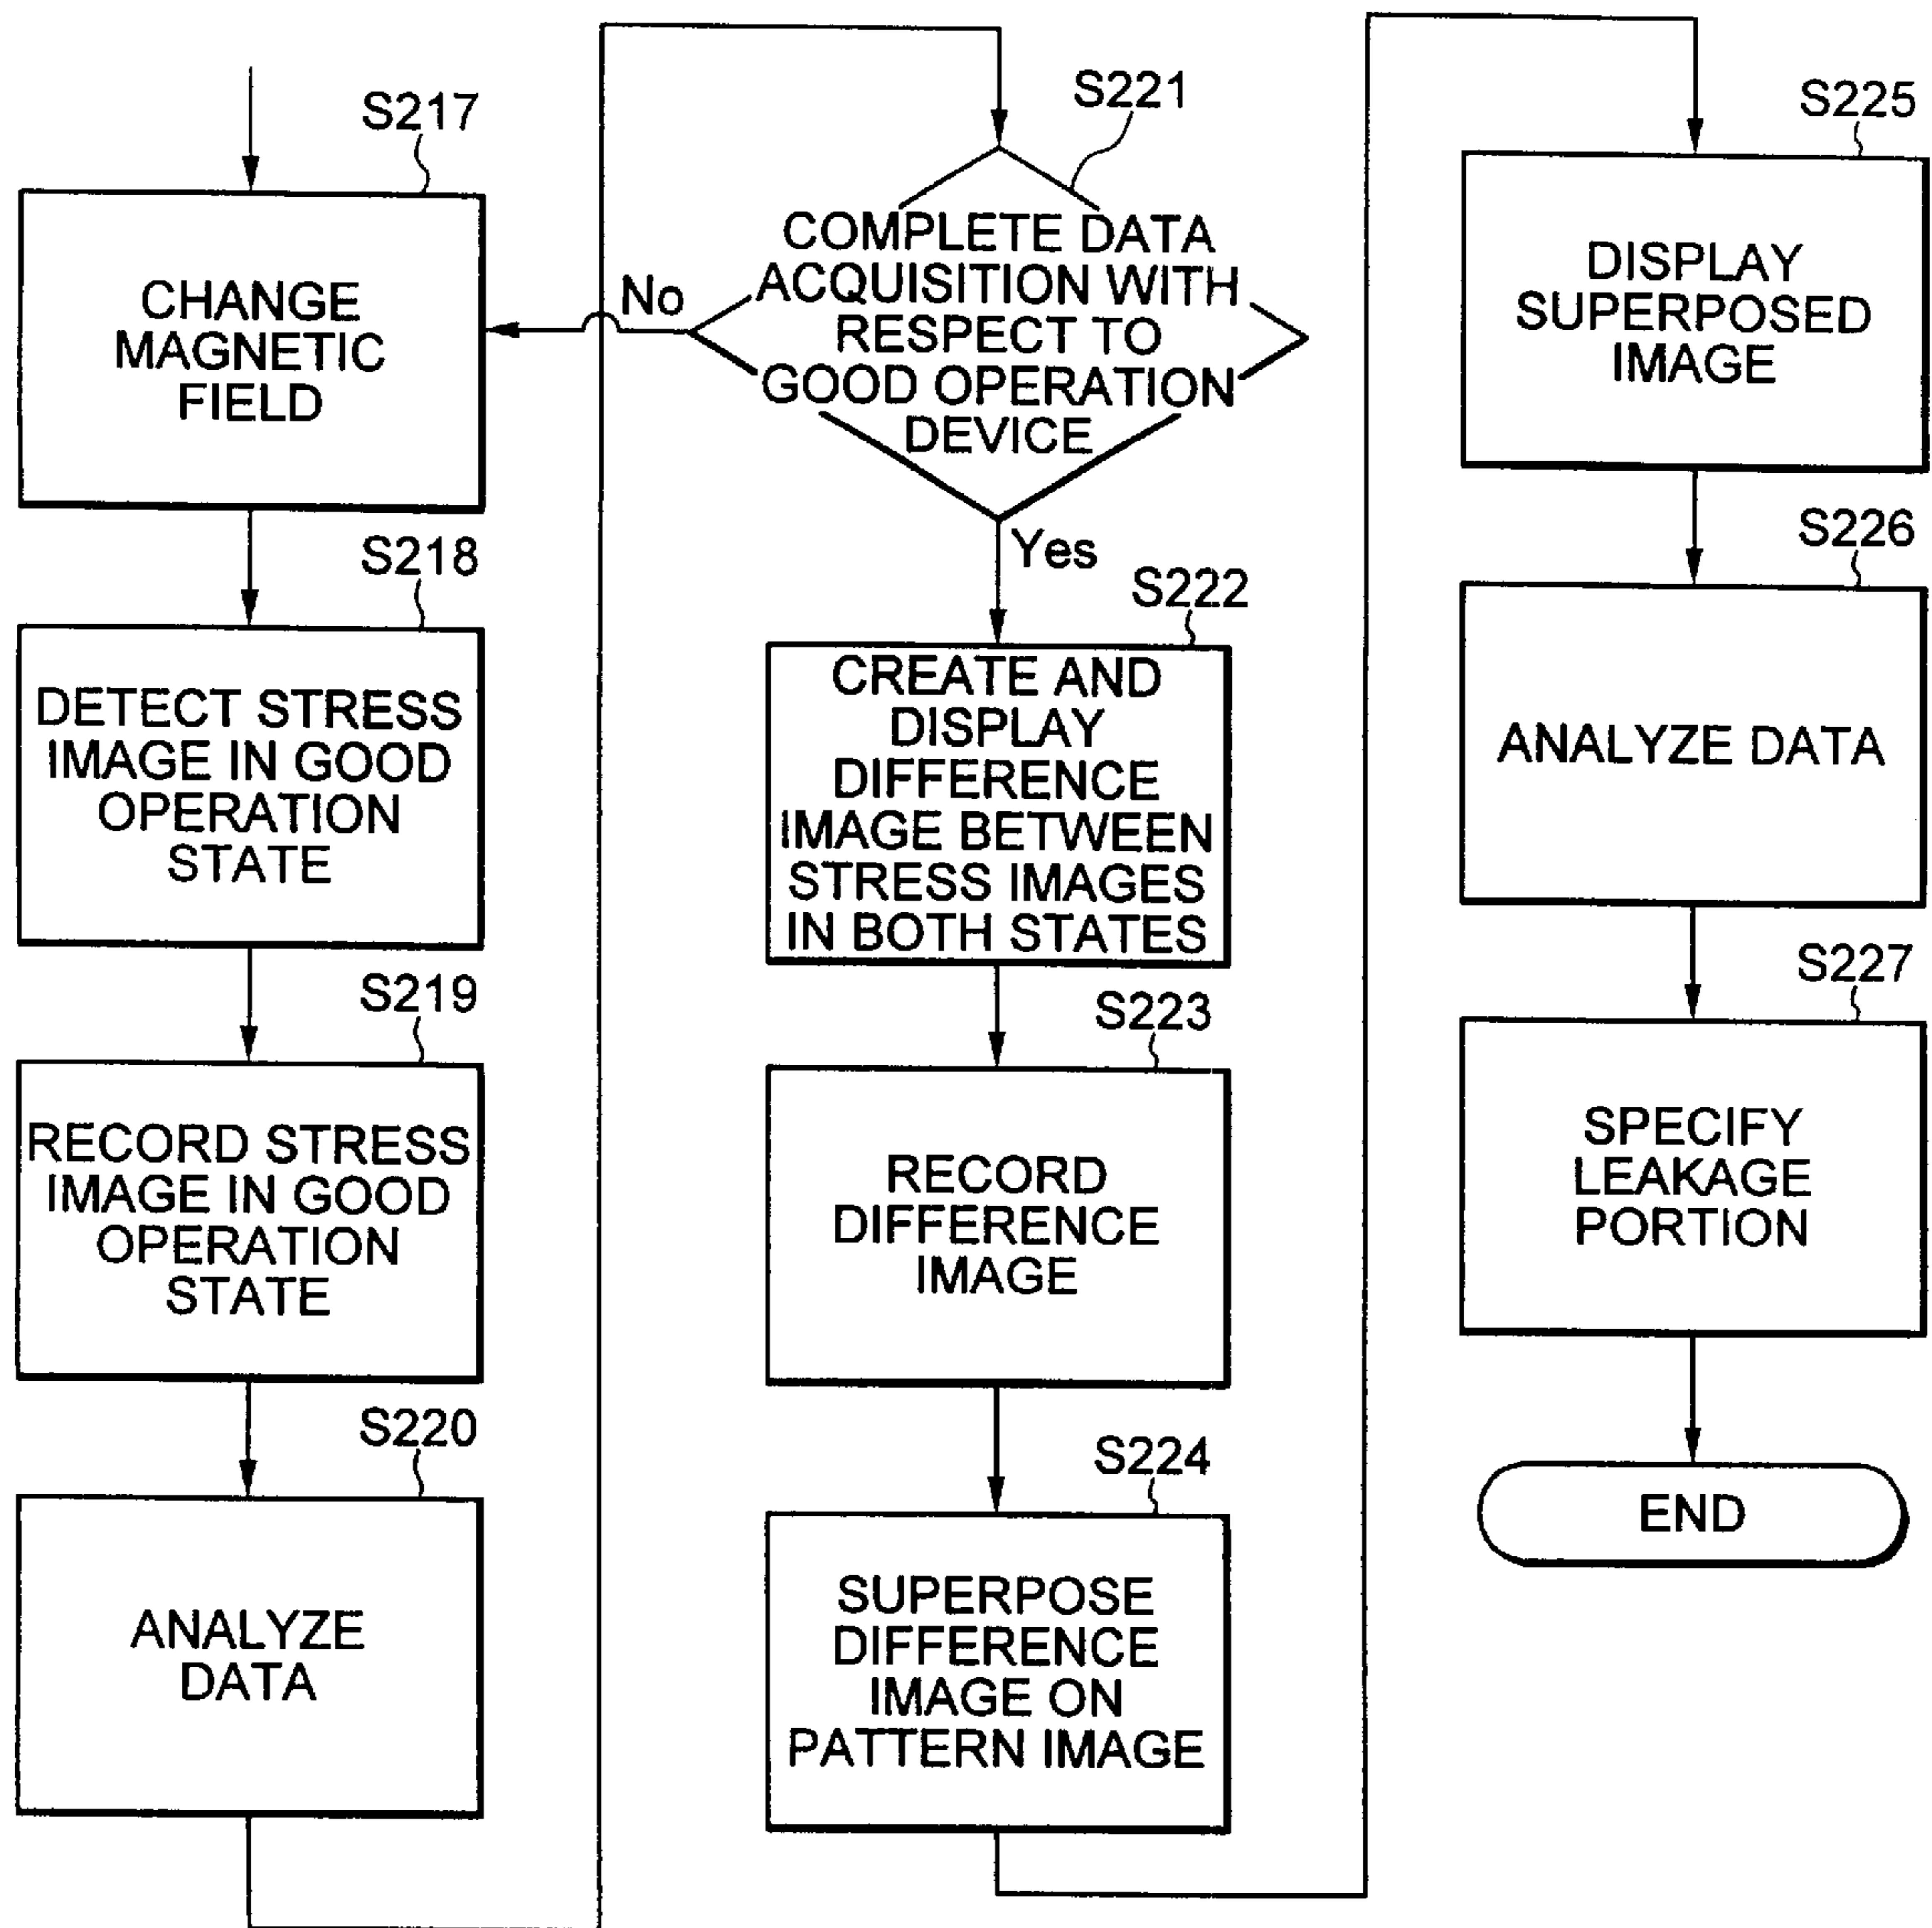 S217
CHANGE
MAGNETIC
FIELD
S218
DETECT STRESS
IMAGE IN GOOD
OPERATION
STATE
S219
RECORD STRESS
IMAGE IN GOOD
OPERATION
STATE
S220
ANALYZE
DATA
S221
COMPLETE DATA
ACQUISITION WITH
RESPECT TO
GOOD OPERATION
DEVICE
No
Yes
S222
CREATE AND
DISPLAY
DIFFERENCE
IMAGE BETWEEN
STRESS IMAGES
IN BOTH STATES
S223
RECORD
DIFFERENCE
IMAGE
S224
SUPERPOSE
DIFFERENCE
IMAGE ON
PATTERN IMAGE
S225
DISPLAY
SUPERPOSED
IMAGE
S226
ANALYZE DATA
S227
SPECIFY
LEAKAGE
PORTION
END